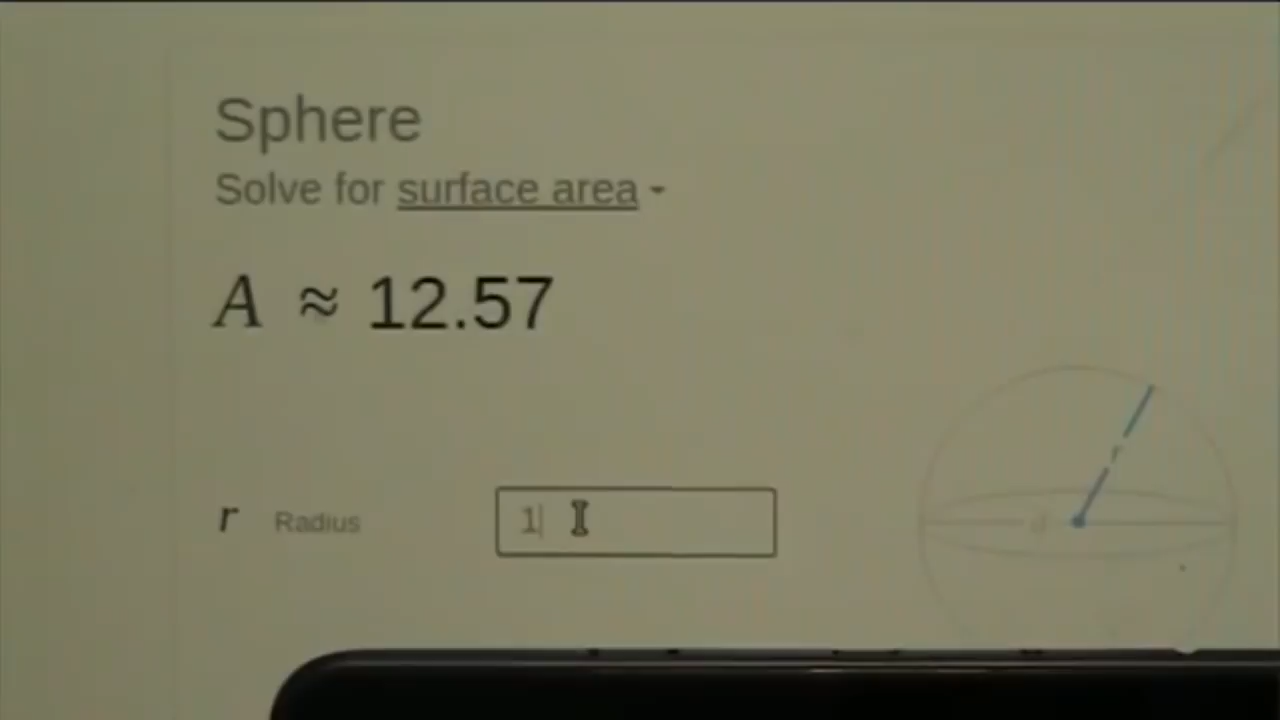 Sphere
Solve for surface area
A ≈ 12.57
r Radius 1
r
d